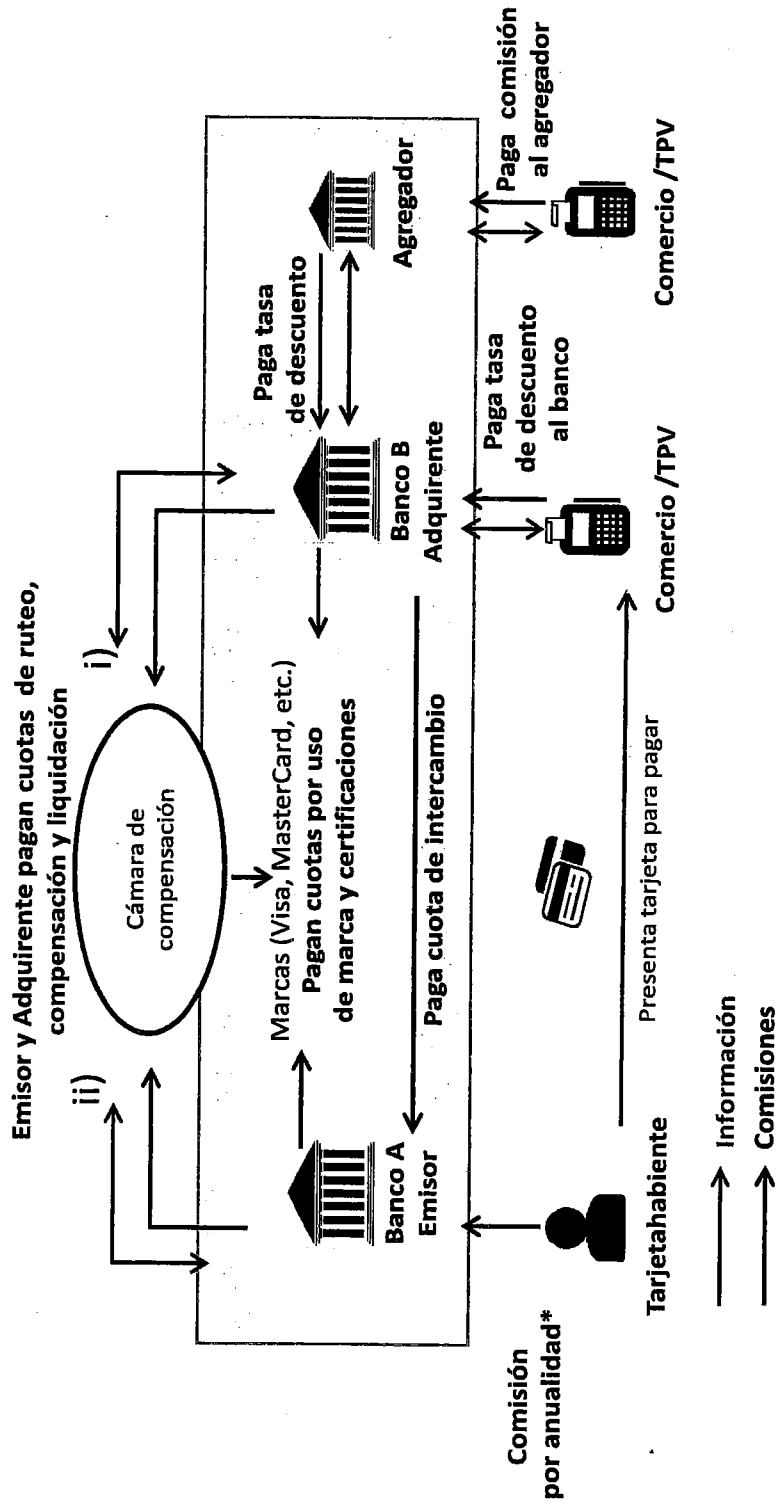 Emisor y Adquirente pagan cuotas de ruteo,
compensación y liquidación
ii)
i)
Cámara de
compensación
Marcas (Visa, MasterCard, etc.)
Pagan cuotas por uso
de marca y certificaciones
Paga tasa
de descuento
Banco A
Emisor
Banco B
Adquirente
Agregador
Paga cuota de intercambio
Comisión
por anualidad*
Paga tasa
de descuento
al banco
Paga comisión
al agregador
Presenta tarjeta para pagar
Tarjetahabiente
Comercio /TPV
Comercio /TPV
Información
Comisiones